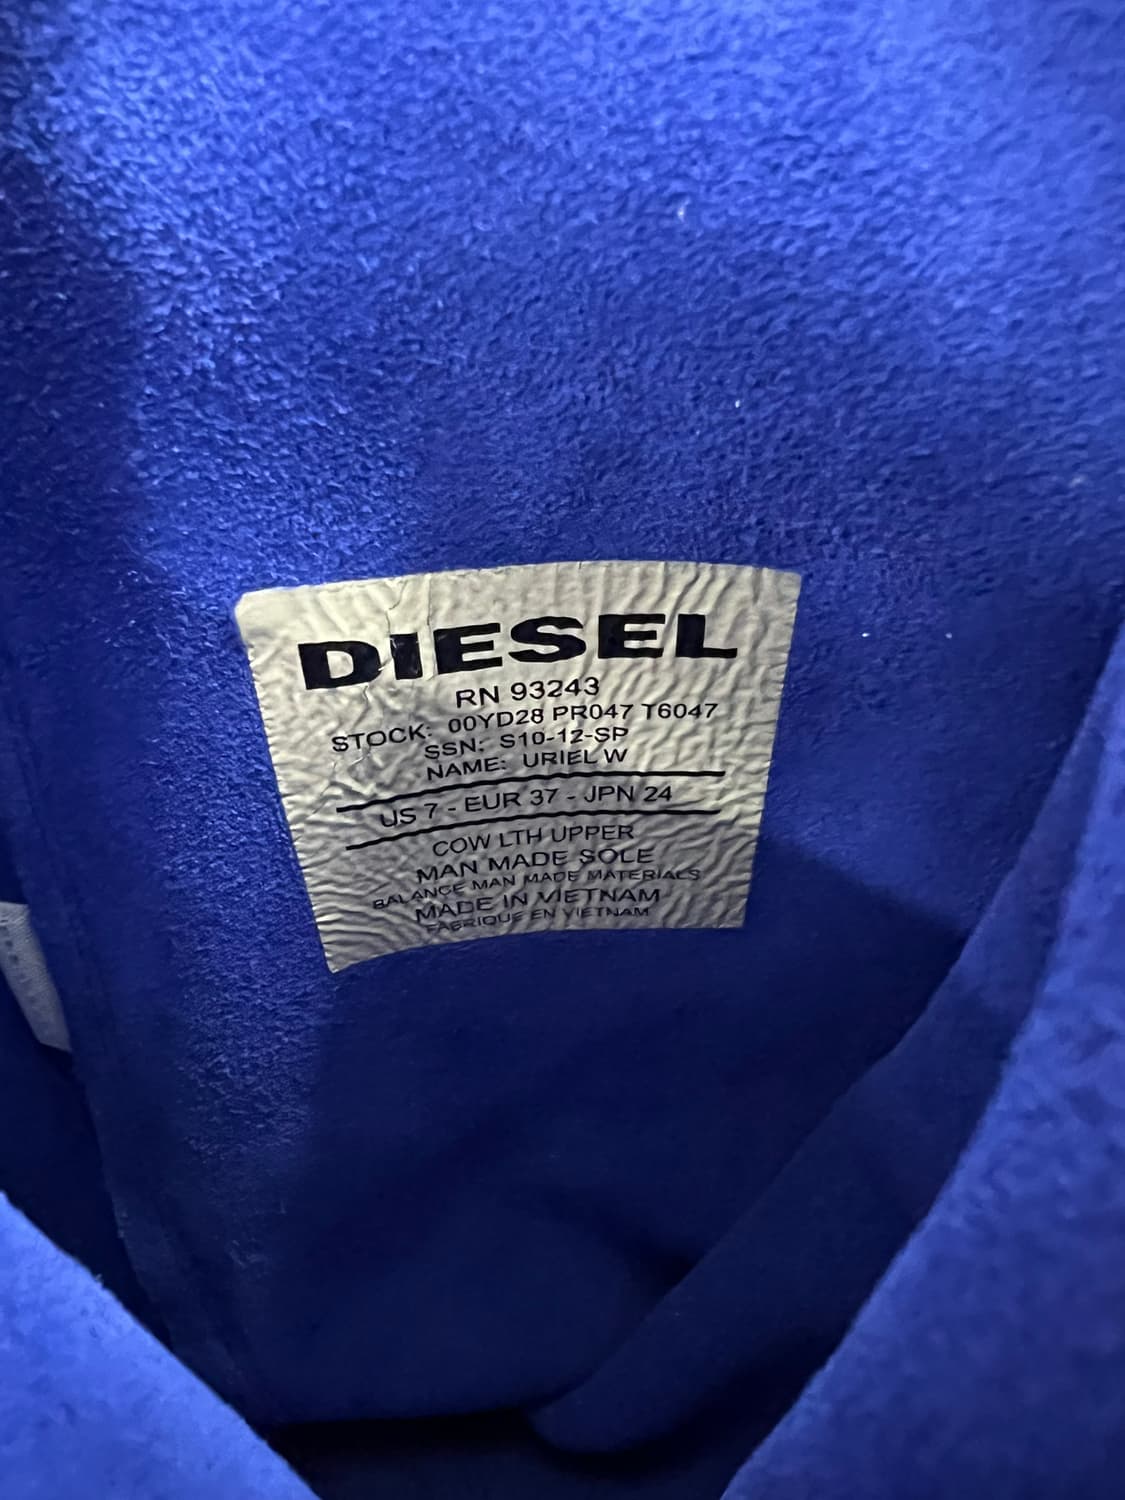 DIESEL
RN 93243
STOCK: 00YD28 PR047 T6047
SSN: S10-12-SP
NAME: URIEL W
US 7 - EUR 37 - JPN 24
COW LTH UPPER
MAN MADE SOLE
BALANCE MAN MADE MATERIALS
MADE IN VIETNAM
FABRIQUE EN VIETNAM